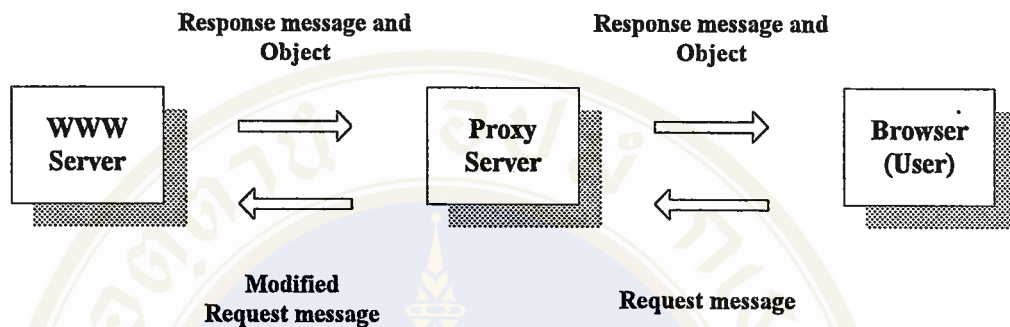 Response message and
Object
Response message and
Object
WWW
Server
Proxy
Server
Browser
(User)
Modified
Request message
Request message